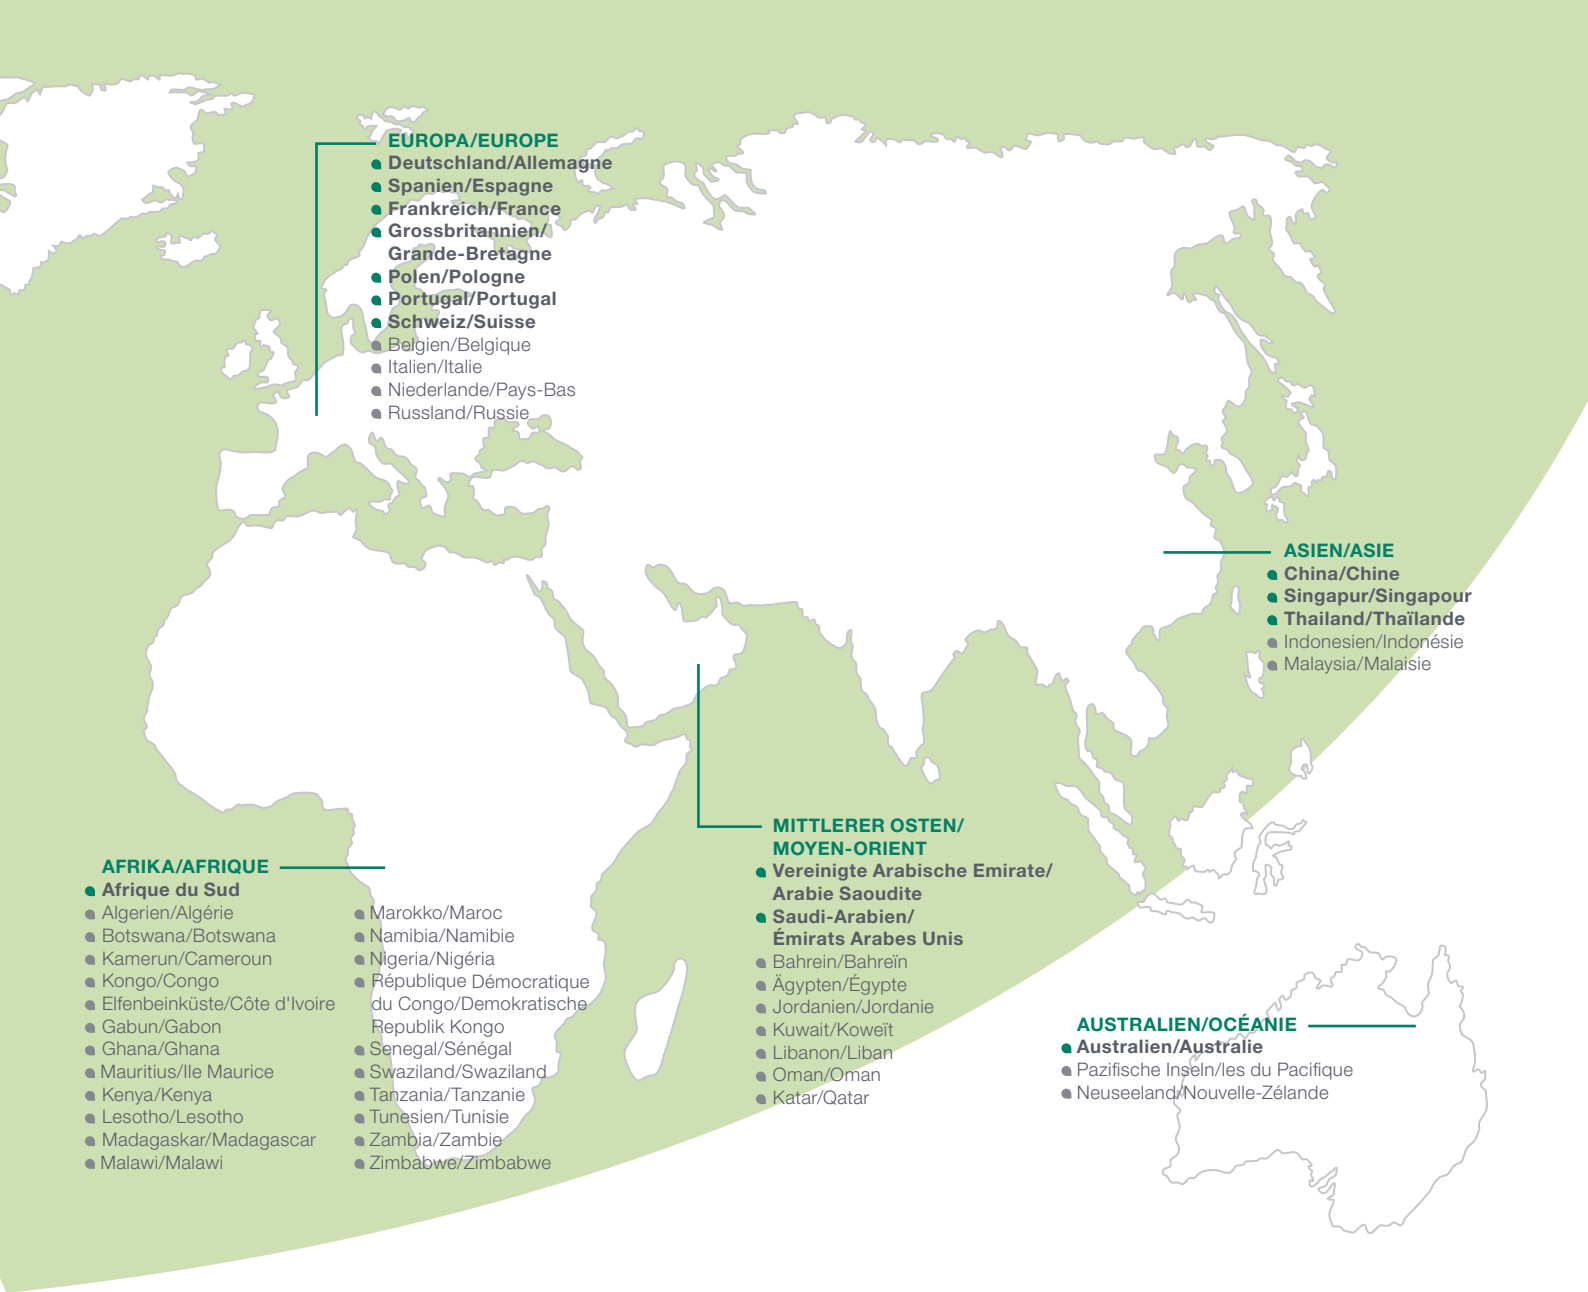 EUROPA/EUROPE
Deutschland/Allemagne
Spanien/Espagne
Frankreich/France
Grossbritannien/
Grande-Bretagne
Polen/Pologne
Portugal/Portugal
Schweiz/Suisse
Belgien/Belgique
Italien/Italie
Niederlande/Pays-Bas
Russland/Russie
ASIEN/ASIE
China/Chine
Singapur/Singapour
Thailand/Thaïlande
Indonesien/Indonésie
Malaysia/Malaisie
MITTLERER OSTEN/
MOYEN-ORIENT
Vereinigte Arabische Emirate/
Arabie Saoudite
Saudi-Arabien/
Émirats Arabes Unis
Bahrein/Bahreïn
Ägypten/Égypte
Jordanien/Jordanie
Kuwait/Koweït
Libanon/Liban
Oman/Oman
Katar/Qatar
AFRIKA/AFRIQUE
Afrique du Sud
Algerien/Algérie
Botswana/Botswana
Kamerun/Cameroun
Kongo/Congo
Elfenbeinküste/Côte d'Ivoire
Gabun/Gabon
Ghana/Ghana
Mauritius/Ile Maurice
Kenya/Kenya
Lesotho/Lesotho
Madagaskar/Madagascar
Malawi/Malawi
Marokko/Maroc
Namibia/Namibie
Nigeria/Nigéria
République Démocratique
du Congo/Demokratische
Republik Kongo
Senegal/Sénégal
Swaziland/Swaziland
Tanzania/Tanzanie
Tunesien/Tunisie
Zambia/Zambie
Zimbabwe/Zimbabwe
AUSTRALIEN/OCÉANIE
Australien/Australie
Pazifische Inseln/les du Pacifique
Neuseeland/Nouvelle-Zélande